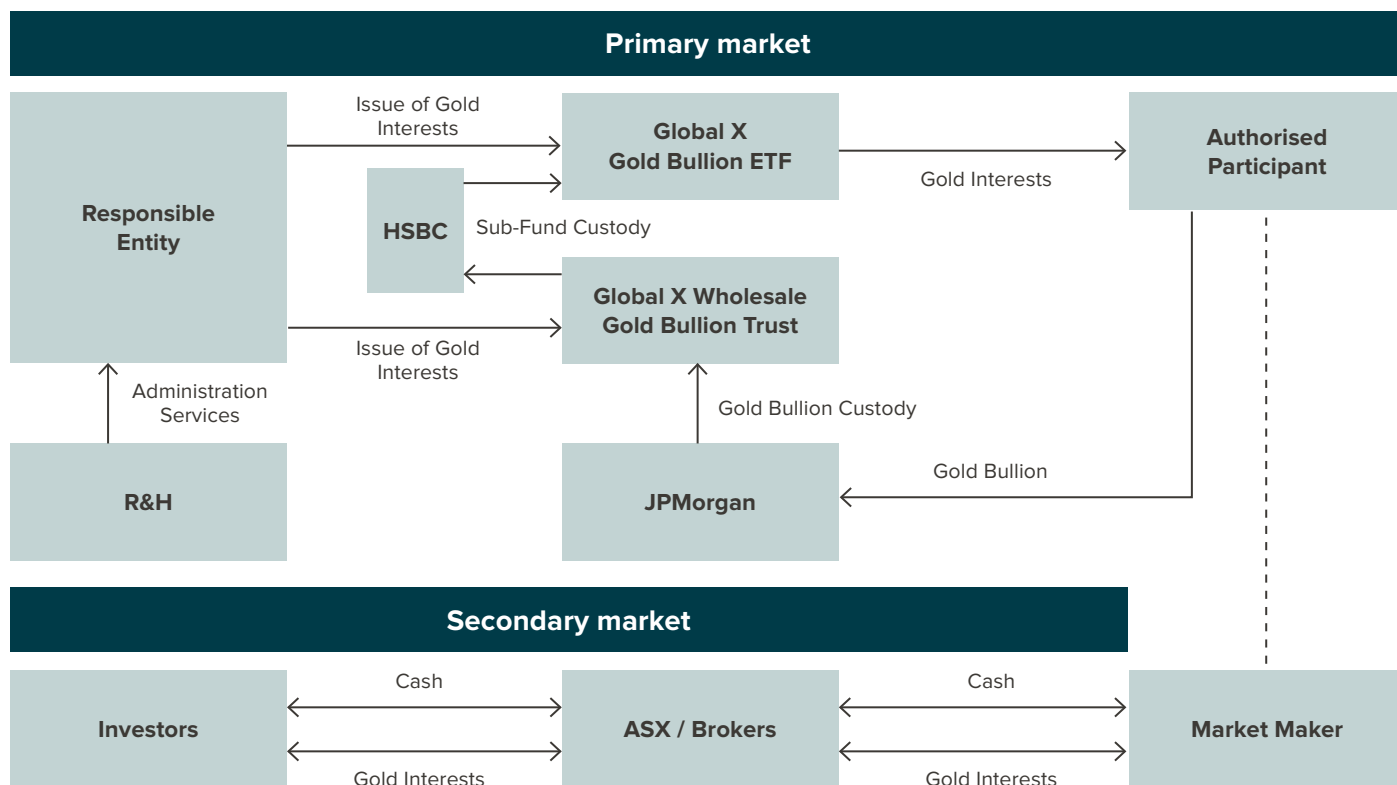 Primary market
Issue of Gold
Interests
Global X
Gold Bullion ETF
Authorised
Participant
Gold Interests
Responsible
Entity
HSBC
Sub-Fund Custody
Global X Wholesale
Gold Bullion Trust
Issue of Gold
Interests
Administration
Services
Gold Bullion Custody
Gold Bullion
R&H
JPMorgan
Secondary market
Cash
Cash
Investors
ASX / Brokers
Market Maker
Gold Interests
Gold Interests